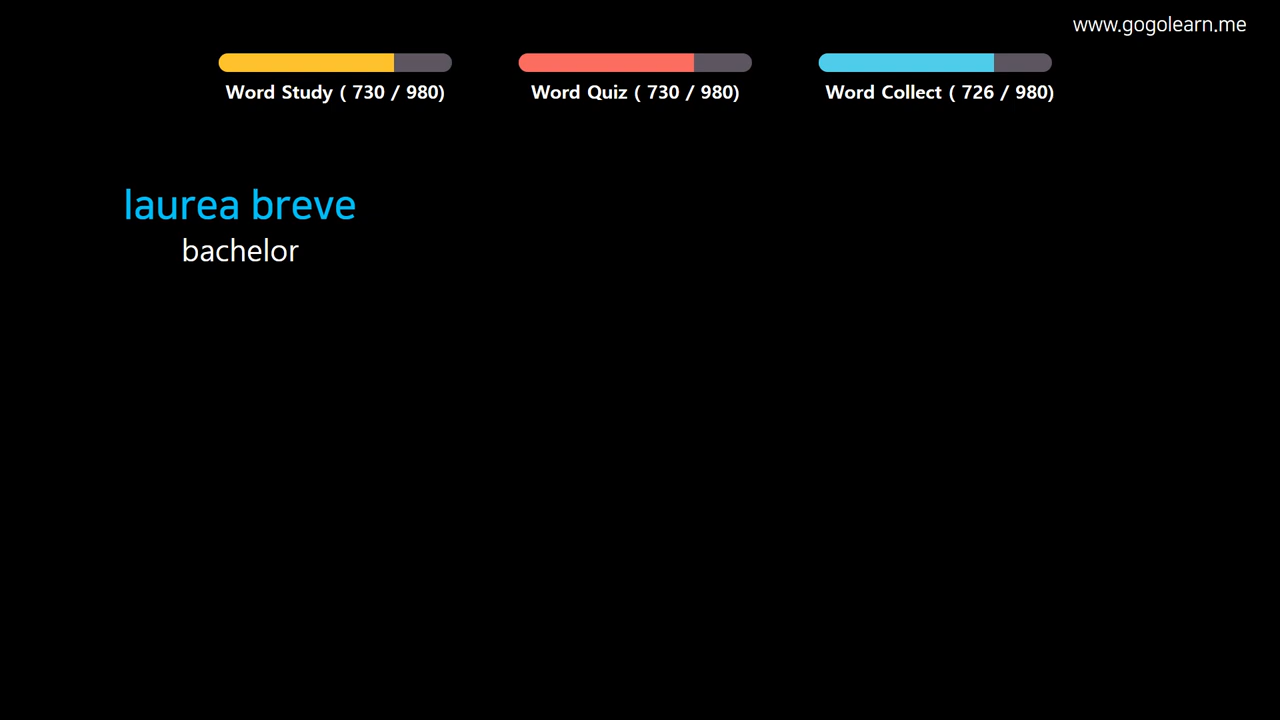 www.gogolearn.me
Word Study ( 730 / 980)
Word Quiz ( 730 / 980)
Word Collect ( 726 / 980)
laurea breve
bachelor